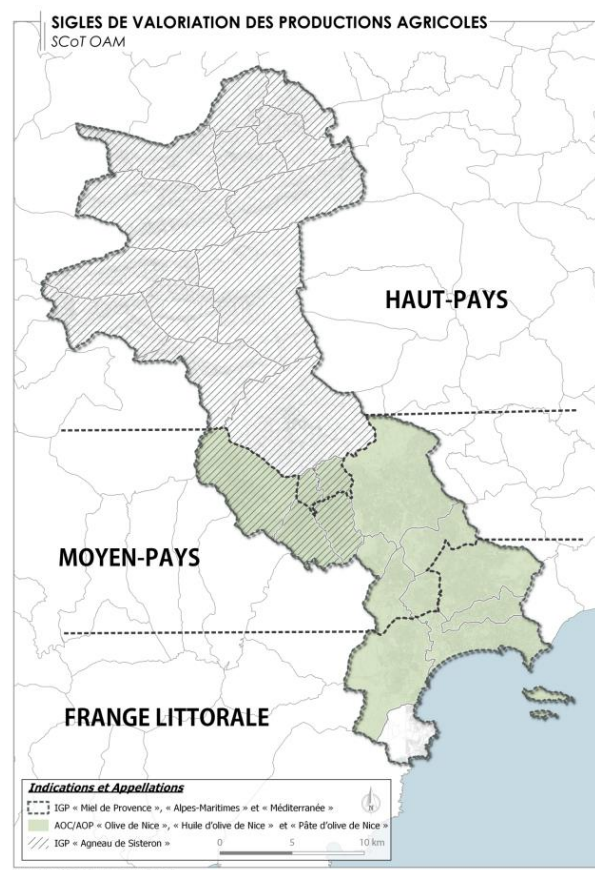 SIGLES DE VALORIATION DES PRODUCTIONS AGRICOLES
SCoT OAM
HAUT-PAYS
MOYEN-PAYS
FRANGE LITTORALE
Indications et Appellations
IGP « Miel de Provence », « Alpes-Maritimes » et « Méditerranée »
AOC/AOP « Olive de Nice », « Huile d'olive de Nice » et « Pâte d'olive de Nice »
IGP « Agneau de Sisteron »
0 5 10 km